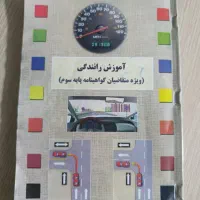 آموزش رانندگی
(ویژه متقاضیان گواهینامه پایه سوم)